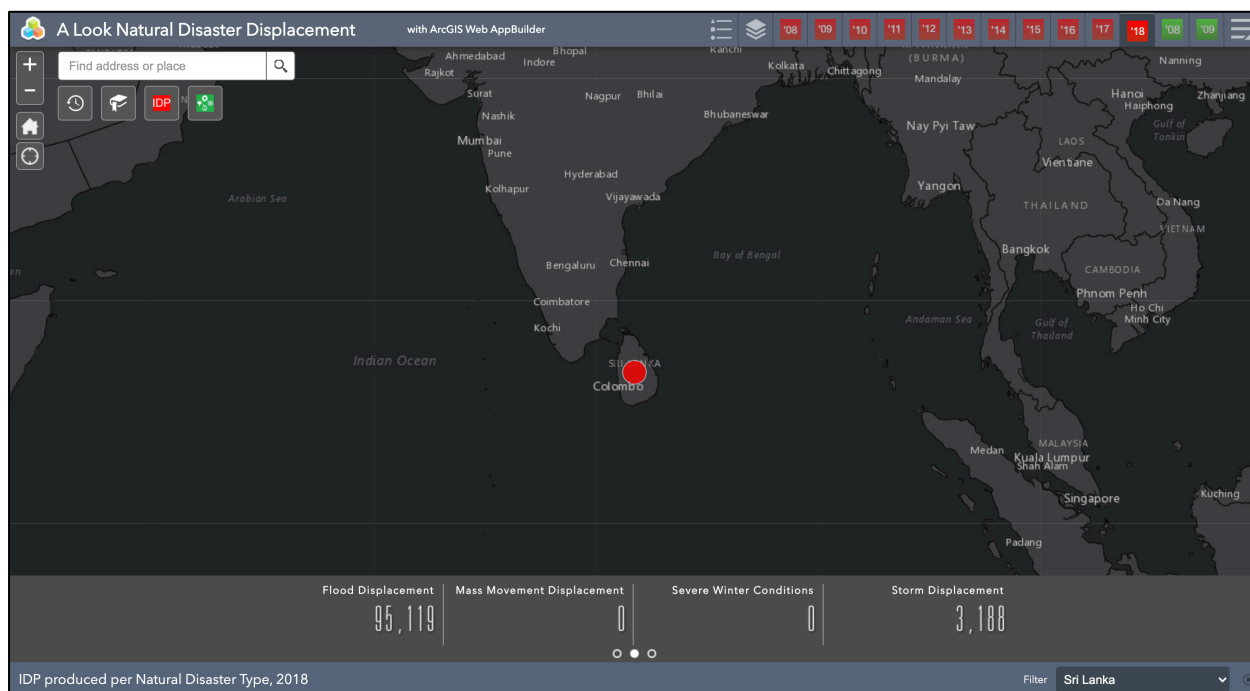 A Look Natural Disaster Displacement
with ArcGIS Web AppBuilder
'08 '09 '10 '11 '12 '13 '14 '15 '16 '17 '18 '08 '09
+
Find address or place
−
IDP
Ahmedabad
Bhopal
Indore
Rajkot
Ranchi
Kolkata
Chittagong
(BURMA)
Mandalay
Nanning
Surat
Nagpur
Bhilai
Hanoi
Haiphong
Zhanjiang
Nashik
Bhubaneswar
Nay Pyi Taw
Gulf of
Tonkin
Mumbai
Pune
LAOS
Vientiane
Hyderabad
Kolhapur
Vijayawada
Yangon
Arabian Sea
THAILAND
Da Nang
VIETNAM
Bay of Bengal
Bangkok
Bengaluru
Chennai
CAMBODIA
Phnom Penh
Coimbatore
Ho Chi
Minh City
Kochi
Andaman Sea
Gulf of
Thailand
Indian Ocean
Colombo
Medan
MALAYSIA
Kuala Lumpur
Shah Alam
Singapore
Kuching
Padang
Flood Displacement
95,119
Mass Movement Displacement
0
Severe Winter Conditions
0
Storm Displacement
3,188
IDP produced per Natural Disaster Type, 2018
Filter
Sri Lanka